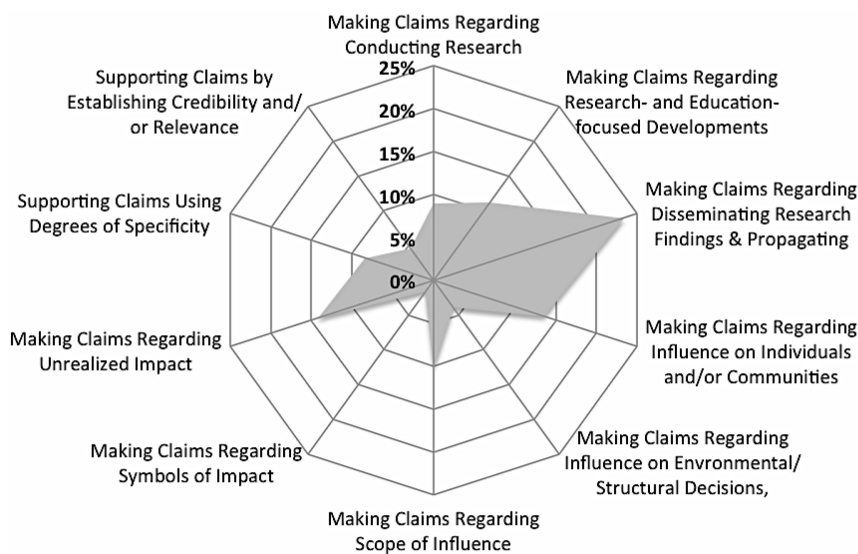 Making Claims Regarding
Conducting Research
25%
20%
15%
10%
5%
0%
Making Claims Regarding
Research- and Education-
focused Developments
Making Claims Regarding
Disseminating Research
Findings & Propagating
Making Claims Regarding
Influence on Individuals
and/or Communities
Making Claims Regarding
Influence on Envronmental/
Structural Decisions,
Making Claims Regarding
Scope of Influence
Making Claims Regarding
Symbols of Impact
Making Claims Regarding
Unrealized Impact
Supporting Claims Using
Degrees of Specificity
Supporting Claims by
Establishing Credibility and/
or Relevance